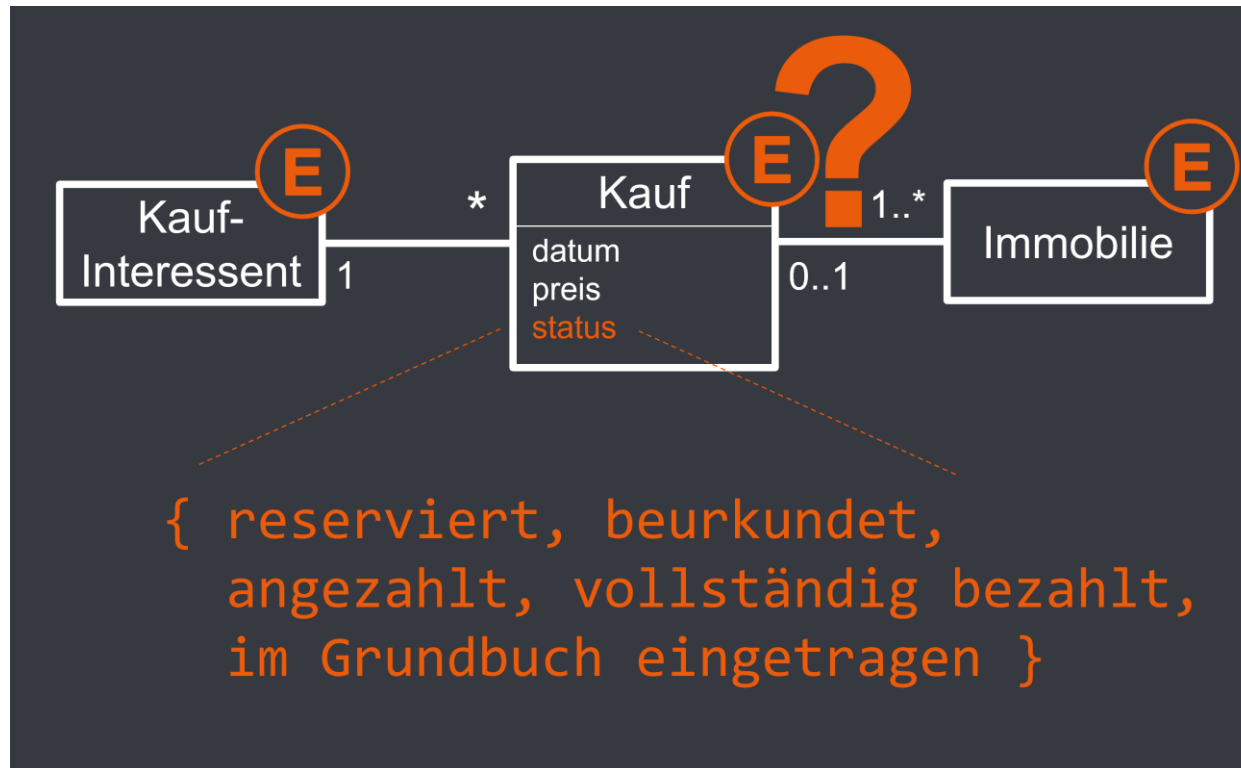 ?
E
E
E
Kauf-
Interessent
1
*
Kauf
datum
preis
status
1..*
0..1
Immobilie
{ reserviert, beurkundet,
angezahlt, vollständig bezahlt,
im Grundbuch eingetragen }